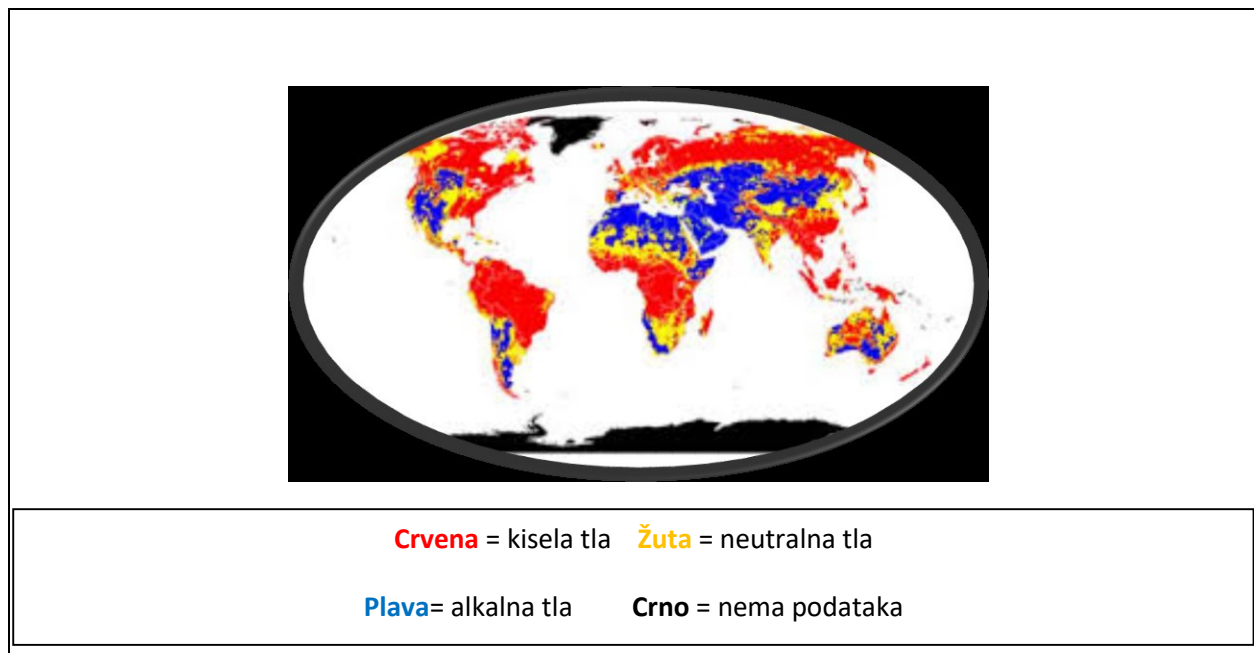 Crvena = kisela tla Žuta = neutralna tla
Plava= alkalna tla Crno = nema podataka